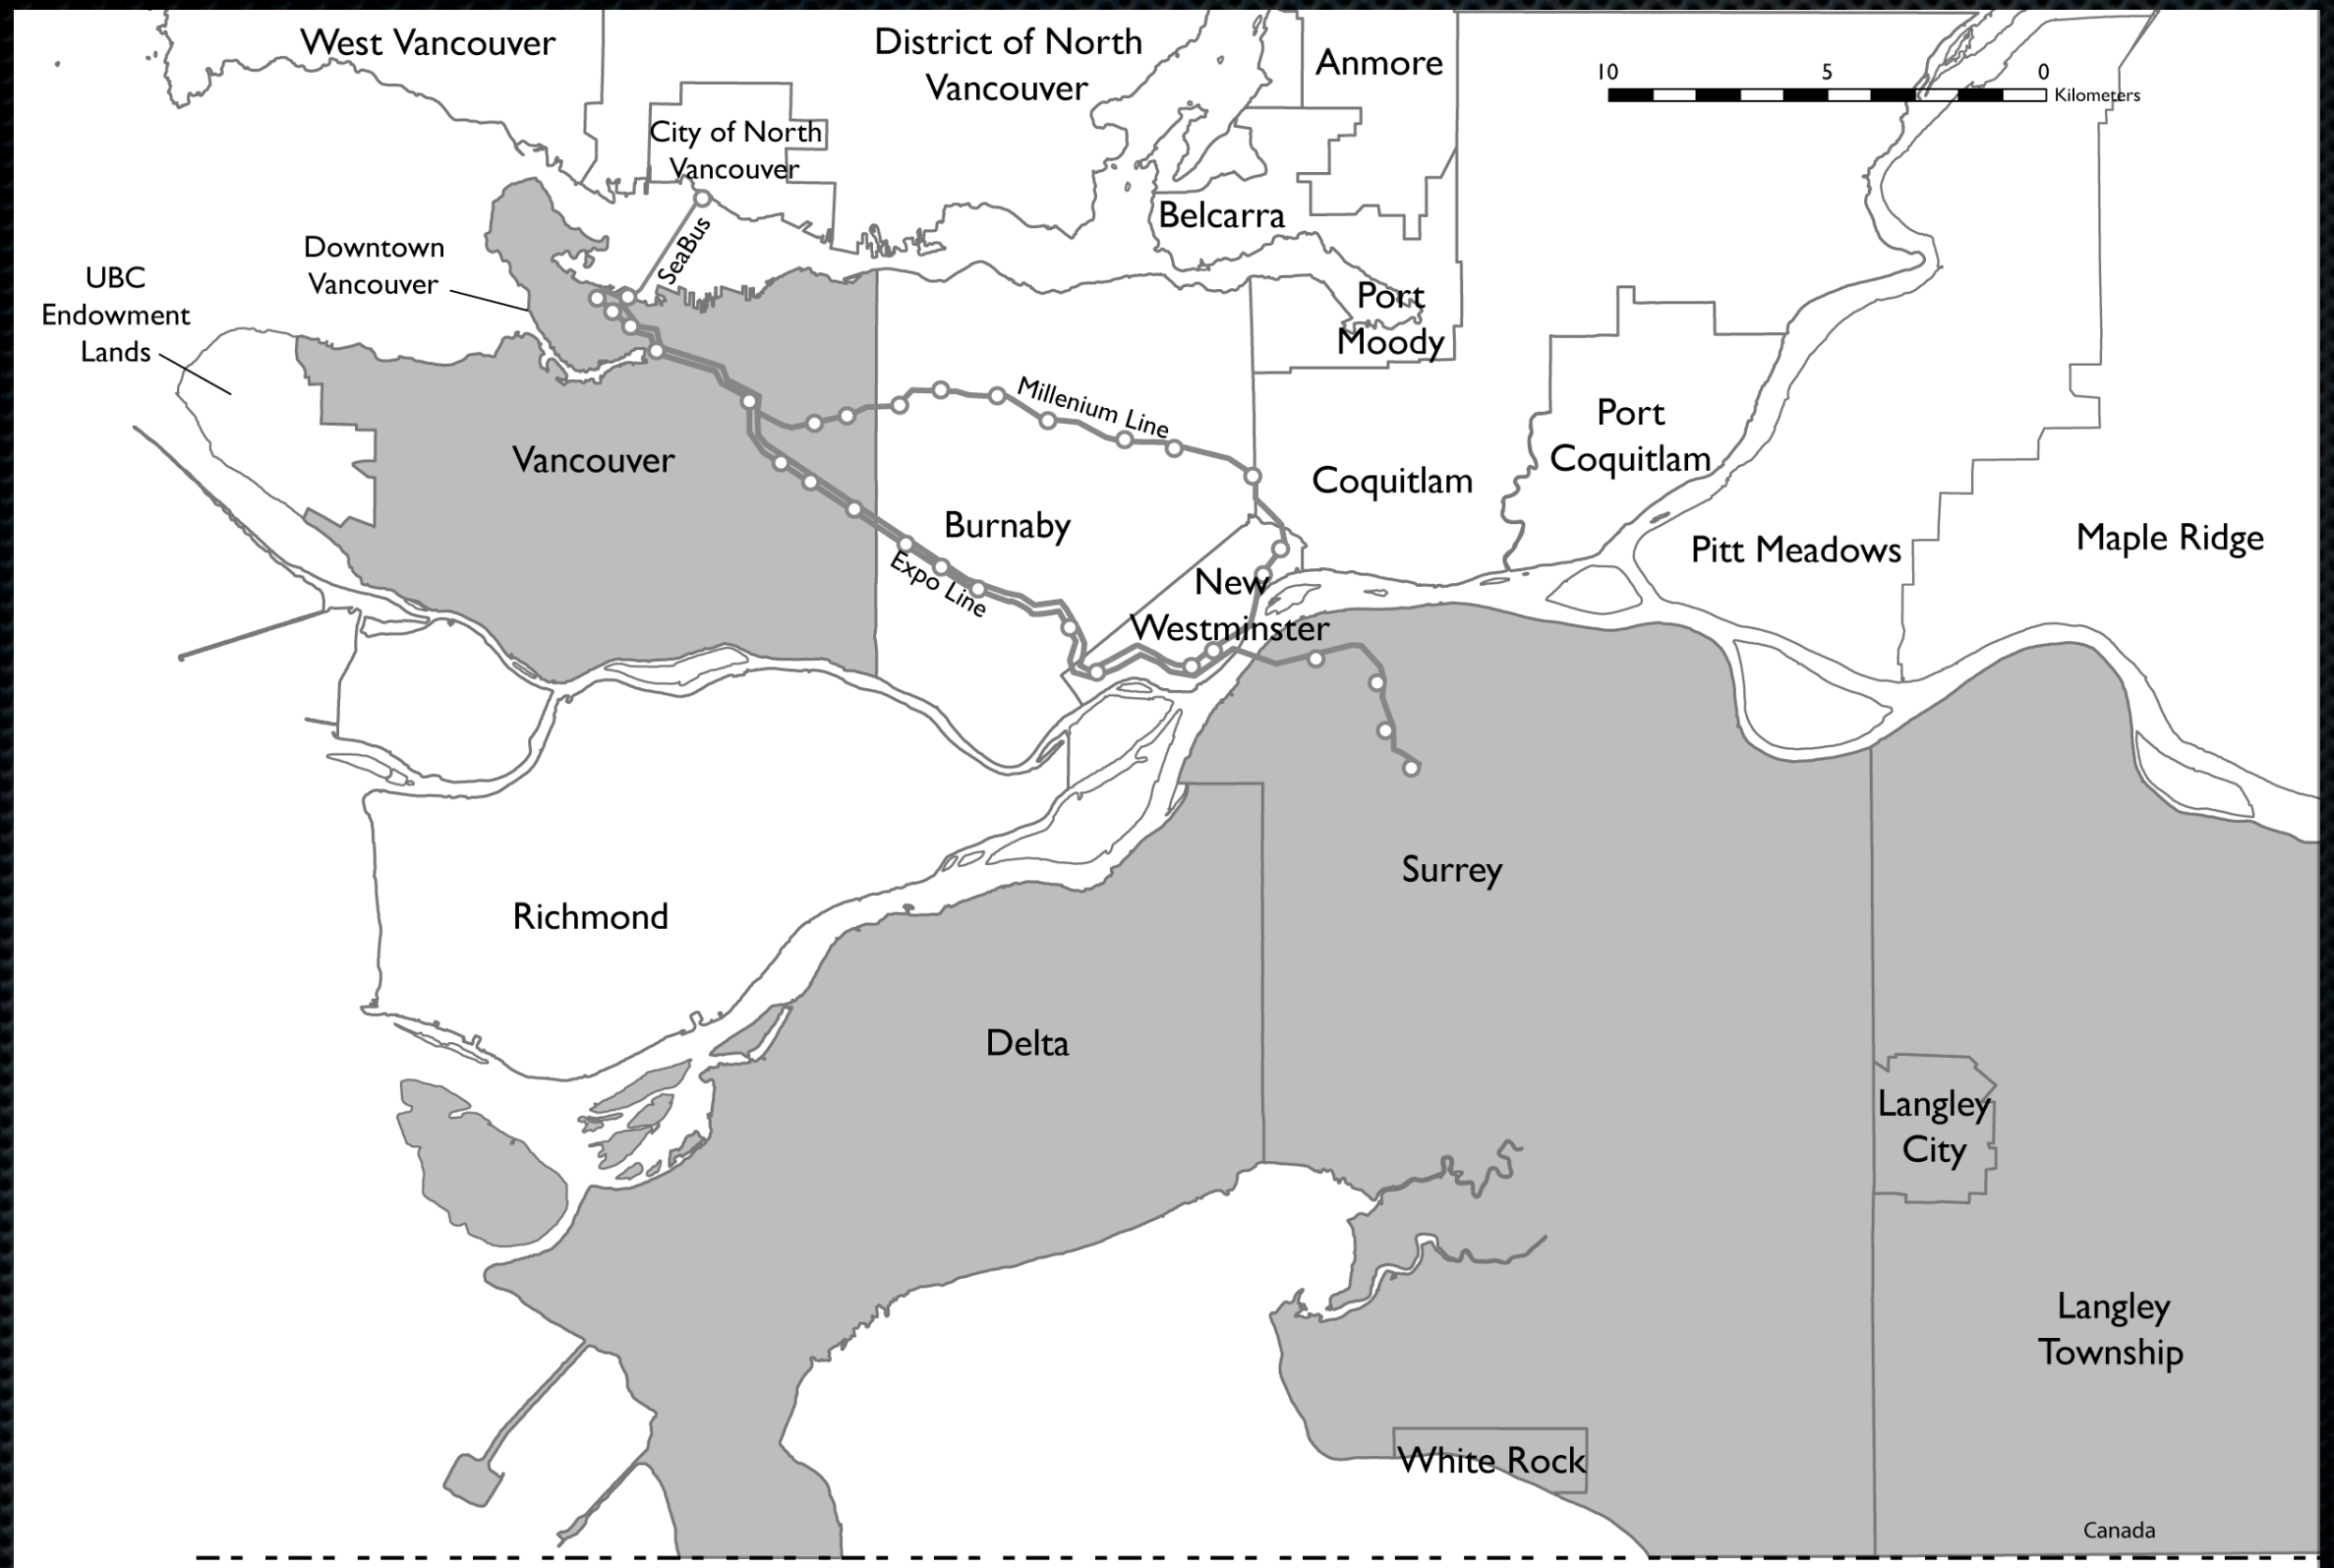 West Vancouver
District of North
Vancouver
Anmore
10 5 0
Kilometers
City of North
Vancouver
SeaBus
Belcarra
Downtown
Vancouver
UBC
Endowment
Lands
Port
Moody
Millenium Line
Port
Coquitlam
Vancouver
Coquitlam
Burnaby
Pitt Meadows
Maple Ridge
Expo Line
New
Westminster
Surrey
Richmond
Delta
Langley
City
Langley
Township
White Rock
Canada